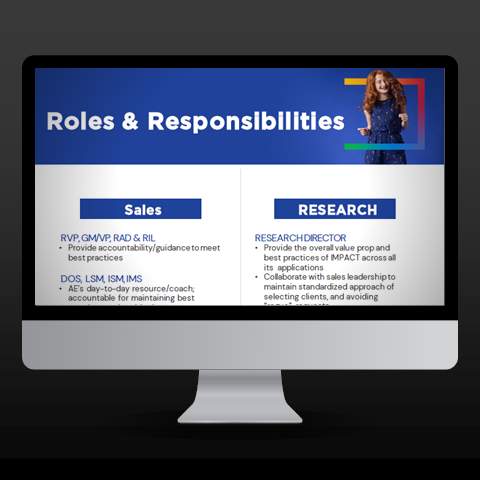 Roles & Responsibilities
Sales
RVP, GM/VP, RAD & RIL
• Provide accountability/guidance to meet
best practices
DOS, LSM, ISM, IMS
• AE's day-to-day resource/coach;
accountable for maintaining best
RESEARCH
RESEARCH DIRECTOR
• Provide the overall value prop and
best practices of IMPACT across all
its applications
• Collaborate with sales leadership to
maintain standardized approach of
selecting clients, and avoiding